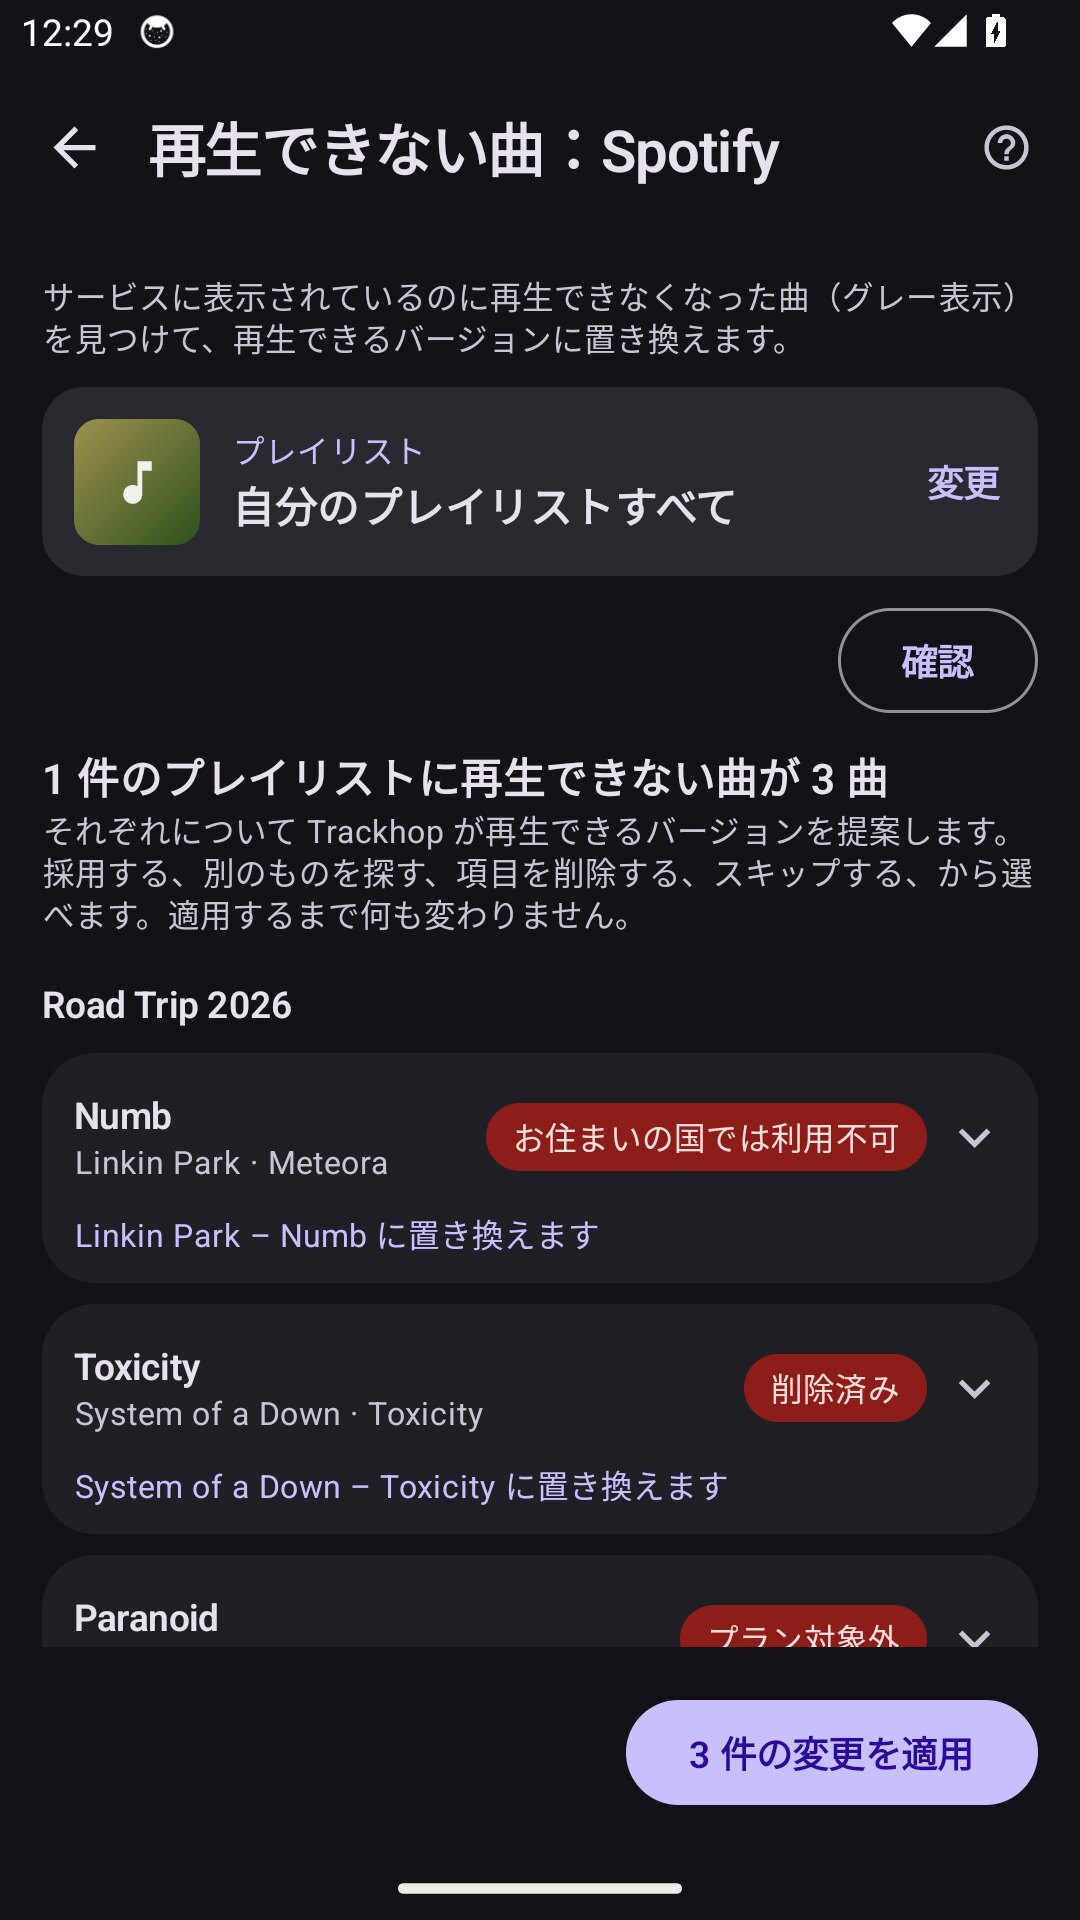 12:29
再生できない曲：Spotify
サービスに表示されているのに再生できなくなった曲（グレー表示）
を見つけて、再生できるバージョンに置き換えます。
プレイリスト
自分のプレイリストすべて
変更
確認
1 件のプレイリストに再生できない曲が 3 曲
それぞれについて Trackhop が再生できるバージョンを提案します。
採用する、別のものを探す、項目を削除する、スキップする、から選
べます。適用するまで何も変わりません。
Road Trip 2026
Numb
Linkin Park · Meteora
お住まいの国では利用不可
Linkin Park – Numb に置き換えます
Toxicity
System of a Down · Toxicity
削除済み
System of a Down – Toxicity に置き換えます
Paranoid
プラン対象外
3 件の変更を適用